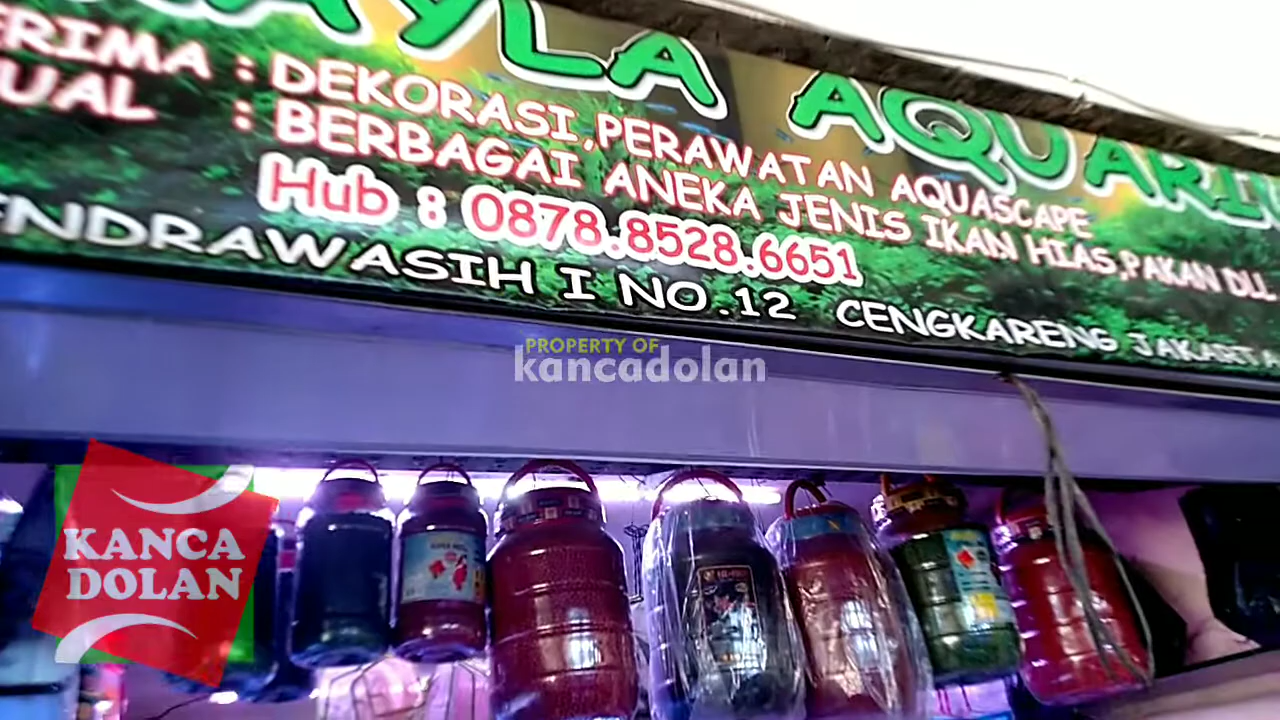 AYLA AQUARI
ERIMA : DEKORASI,PERAWATAN AQUASCAPE
UAL : BERBAGAI ANEKA JENIS IKAN HIAS,PAKAN DLL
Hub : 0878.8528.6651
ENDRAWASIH I NO.12 CENGKARENG JAKARTA
PROPERTY OF
kancadolan
KANCA
DOLAN